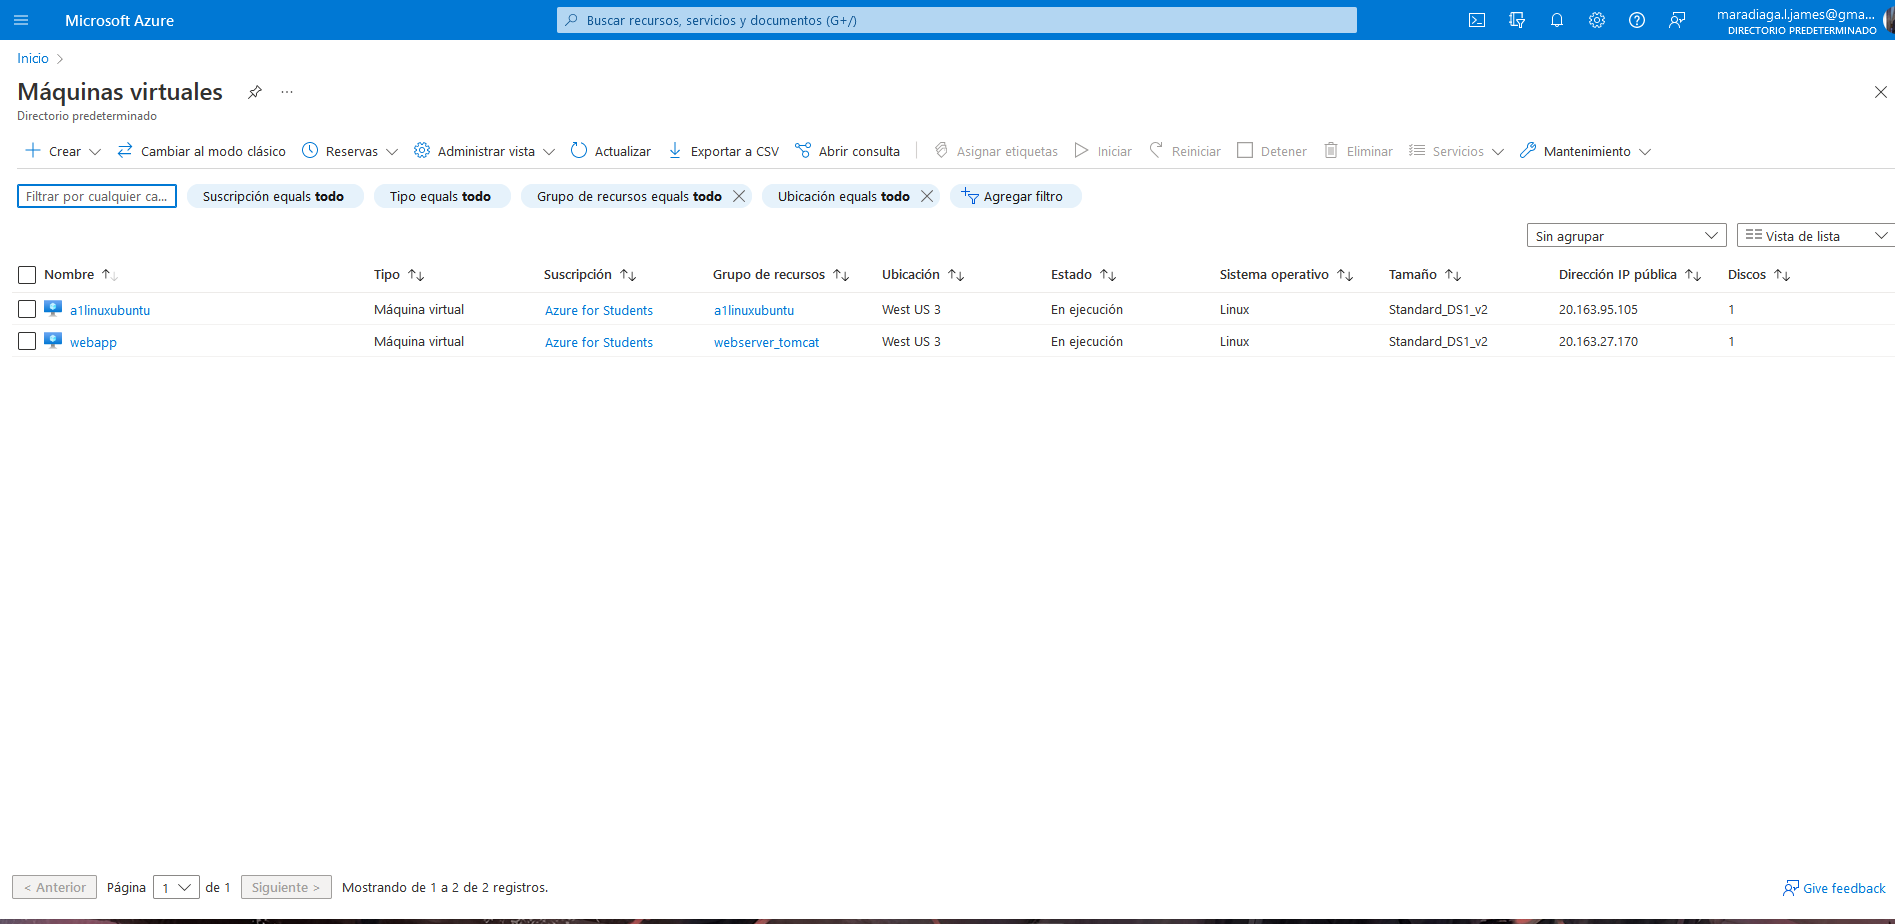 Microsoft Azure
Buscar recursos, servicios y documentos (G+/)
maradiaga.l.james@gma...
DIRECTORIO PREDETERMINADO
Inicio >
Máquinas virtuales ...
Directorio predeterminado
Crear Cambiar al modo clásico Reservas Administrar vista Actualizar Exportar a CSV Abrir consulta Asignar etiquetas Iniciar Reiniciar Detener Eliminar Servicios Mantenimiento
Filtrar por cualquier ca... Suscripción equals todo Tipo equals todo Grupo de recursos equals todo Ubicación equals todo Agregar filtro
Sin agrupar Vista de lista
Nombre Tipo Suscripción Grupo de recursos Ubicación Estado Sistema operativo Tamaño Dirección IP pública Discos
a1linuxubuntu Máquina virtual Azure for Students a1linuxubuntu West US 3 En ejecución Linux Standard_DS1_v2 20.163.95.105 1
webapp Máquina virtual Azure for Students webserver_tomcat West US 3 En ejecución Linux Standard_DS1_v2 20.163.27.170 1
< Anterior Página 1 de 1 Siguiente > Mostrando de 1 a 2 de 2 registros. Give feedback